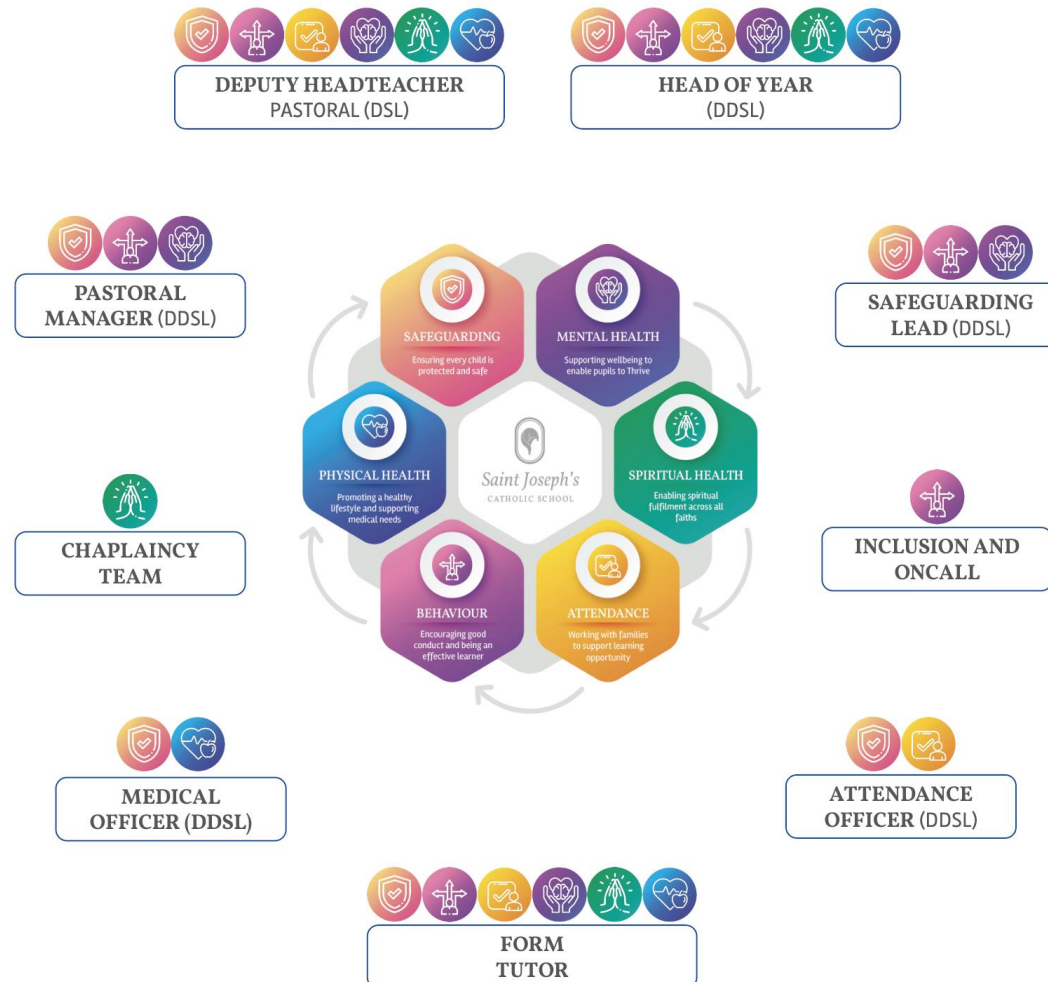 DEPUTY HEADTEACHER
PASTORAL (DSL)
HEAD OF YEAR
(DDSL)
PASTORAL
MANAGER (DDSL)
SAFEGUARDING
LEAD (DDSL)
SAFEGUARDING
Ensuring every child is
protected and safe
MENTAL HEALTH
Supporting wellbeing to
enable pupils to Thrive
PHYSICAL HEALTH
Promoting a healthy
lifestyle and supporting
medical needs
Saint Joseph's
CATHOLIC SCHOOL
SPIRITUAL HEALTH
Enabling spiritual
fulfilment across all
faiths
CHAPLAINCY
TEAM
INCLUSION AND
ONCALL
BEHAVIOUR
Encouraging good
conduct and being an
effective learner
ATTENDANCE
Working with families
to support learning
opportunity
MEDICAL
OFFICER (DDSL)
ATTENDANCE
OFFICER (DDSL)
FORM
TUTOR